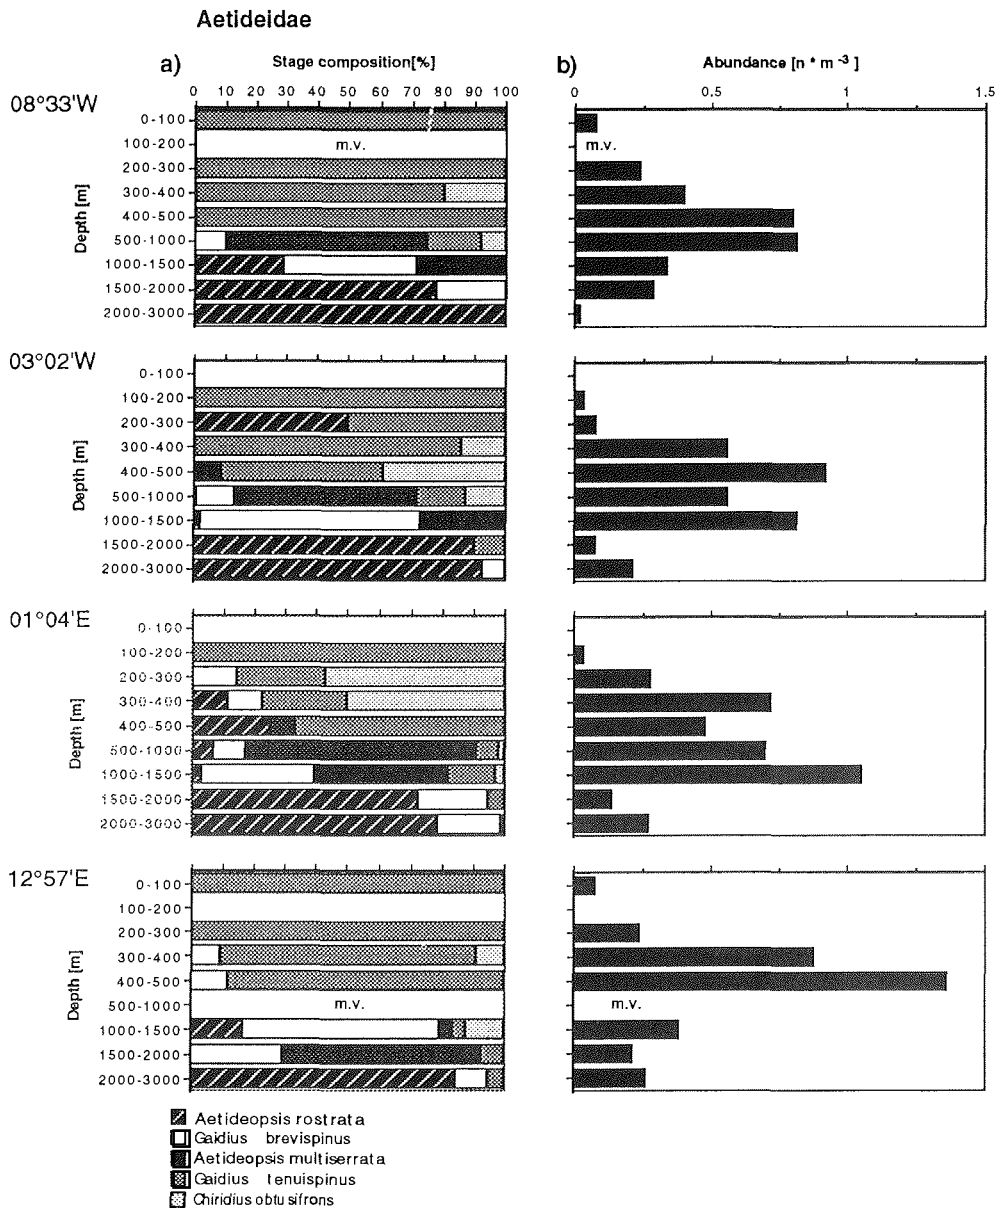 Aetideidae
a) Stage composition[%] b) Abundance [n * m -3 ]
08°33'W
0 10 20 30 40 50 60 70 80 90 100 0 0.5 1 1.5
Depth [m]
0-100
100-200 m.v. m.v.
200-300
300-400
400-500
500-1000
1000-1500
1500-2000
2000-3000
03°02'W
Depth [m]
0-100
100-200
200-300
300-400
400-500
500-1000
1000-1500
1500-2000
2000-3000
01°04'E
Depth [m]
0-100
100-200
200-300
300-400
400-500
500-1000
1000-1500
1500-2000
2000-3000
12°57'E
Depth [m]
0-100
100-200
200-300
300-400
400-500
500-1000 m.v. m.v.
1000-1500
1500-2000
2000-3000
Aetideopsis rostrata
Gaidius brevispinus
Aetideopsis multiserrata
Gaidius tenuispinus
Chiridius obtusifrons